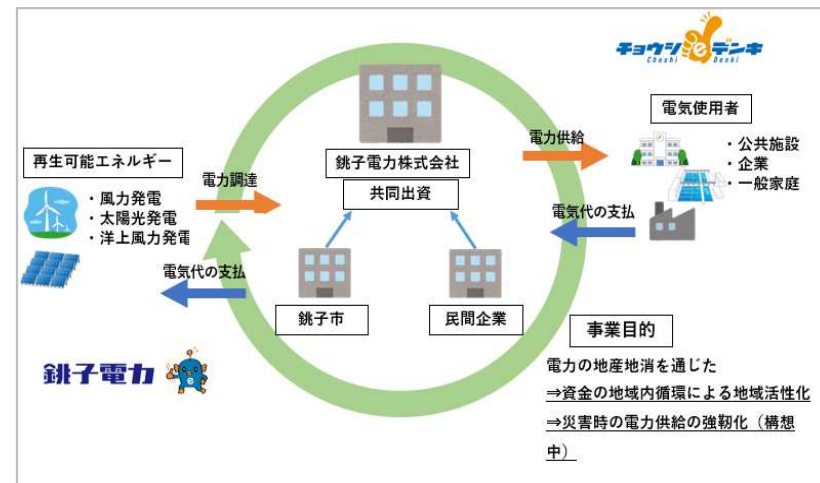 チョウシeデンキ
Choshi Denki
電気使用者
・公共施設
・企業
・一般家庭
電力供給
電気代の支払
銚子電力株式会社
共同出資
銚子市
民間企業
再生可能エネルギー
・風力発電
・太陽光発電
・洋上風力発電
電力調達
電気代の支払
銚子電力
e
事業目的
電力の地産地消を通じた
⇒資金の地域内循環による地域活性化
⇒災害時の電力供給の強靭化（構想
中）